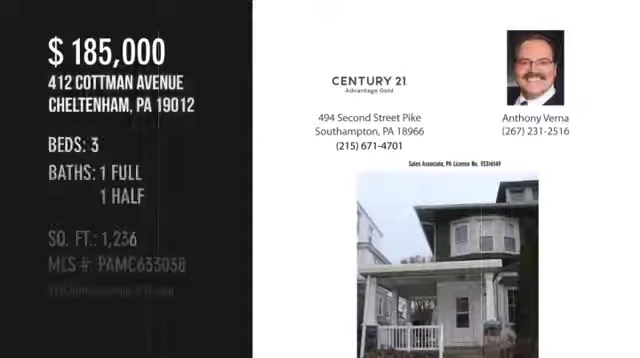 $ 185,000
412 COTTMAN AVENUE
CHELTENHAM, PA 19012
BEDS: 3
BATHS: 1 FULL
1 HALF
SQ. FT.: 1,236
MLS #: PAMC633038
CENTURY 21
Advantage Gold
494 Second Street Pike
Southampton, PA 18966
(215) 671-4701
Anthony Verna
(267) 231-2516
Sales Associate, PA License No. RS316149